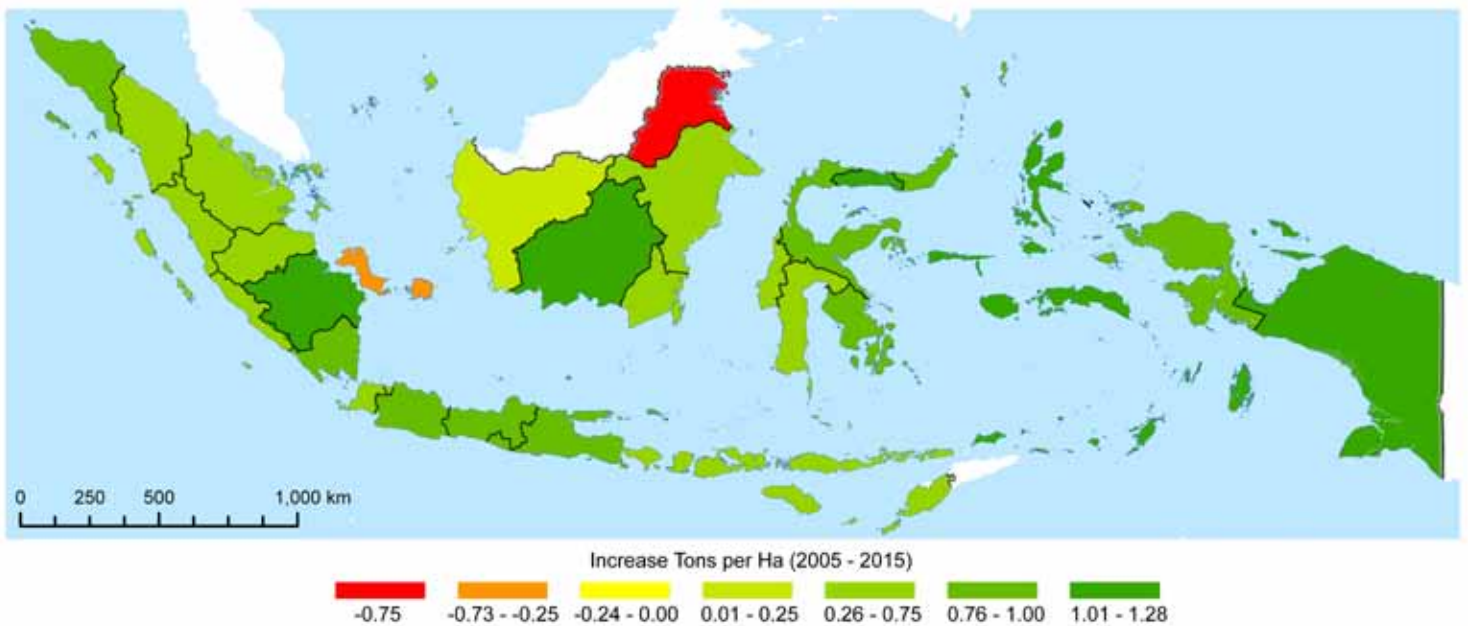 0 250 500 1,000 km
Increase Tons per Ha (2005 - 2015)
-0.75 -0.73 - -0.25 -0.24 - 0.00 0.01 - 0.25 0.26 - 0.75 0.76 - 1.00 1.01 - 1.28